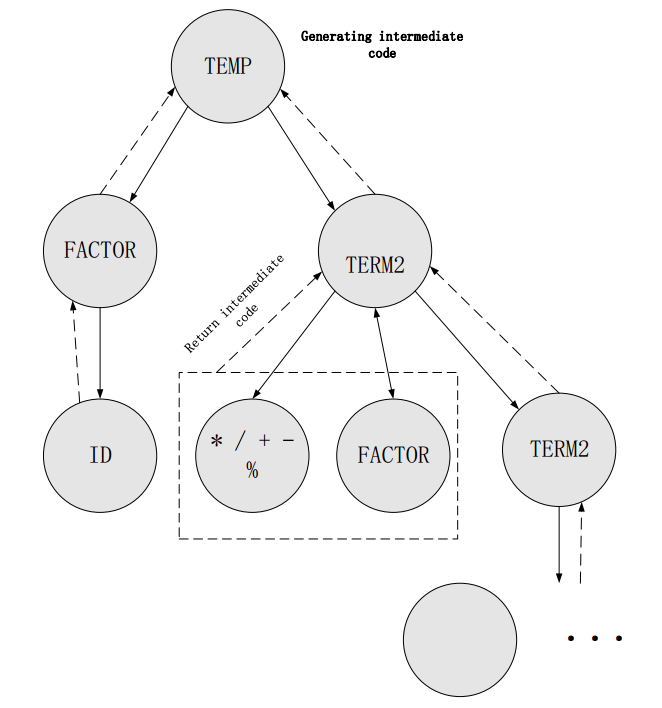 Generating intermediate
code
TEMP
FACTOR
TERM2
Return intermediate
code
ID
* / + -
%
FACTOR
TERM2
...